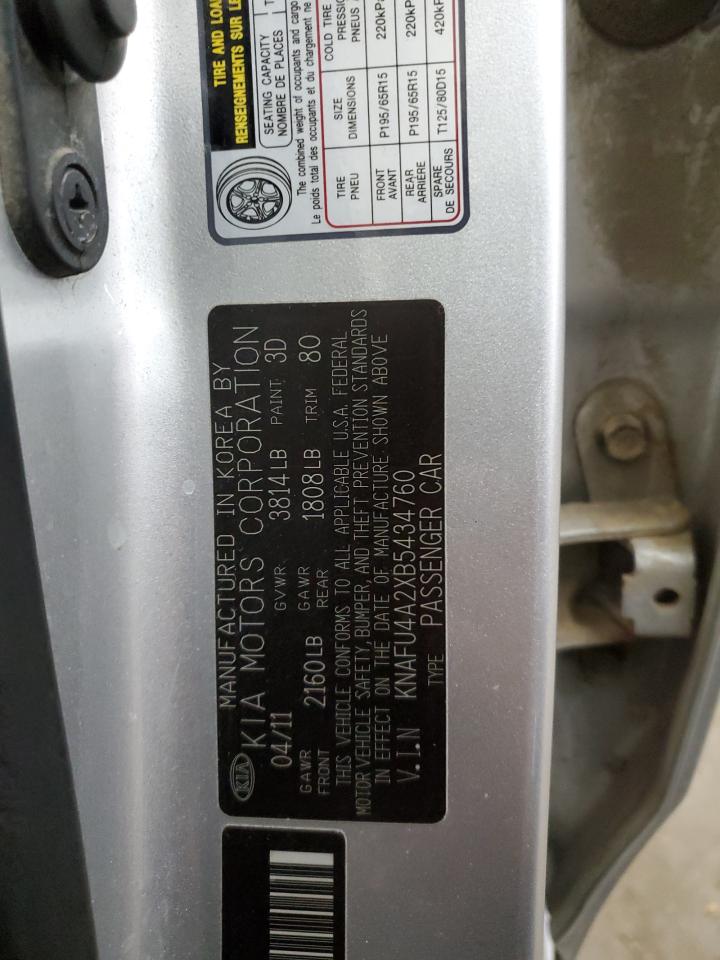 TIRE AND LOA
RENSEIGNEMENTS SUR LE
SEATING CAPACITY
NOMBRE DE PLACES
The combined weight of occupants and cargo
Le poids total des occupants et du chargement ne
TIRE SIZE COLD TIRE
PNEU DIMENSIONS PNEUS
FRONT P195/65R15 220kPa
AVANT
REAR P195/65R15 220kP
ARRIÈRE
SPARE T125/80D15 420kP
DE SECOURS
MANUFACTURED IN KOREA BY
KIA KIA MOTORS CORPORATION
04/11 GVWR 3814LB PAINT 3D
GAWR FRONT 2160LB GAWR REAR 1808LB TRIM 80
THIS VEHICLE CONFORMS TO ALL APPLICABLE U.S.A. FEDERAL
MOTOR VEHICLE SAFETY, BUMPER, AND THEFT PREVENTION STANDARDS
IN EFFECT ON THE DATE OF MANUFACTURE SHOWN ABOVE
V.I.N KNAFU4A2XB5434760
TYPE PASSENGER CAR